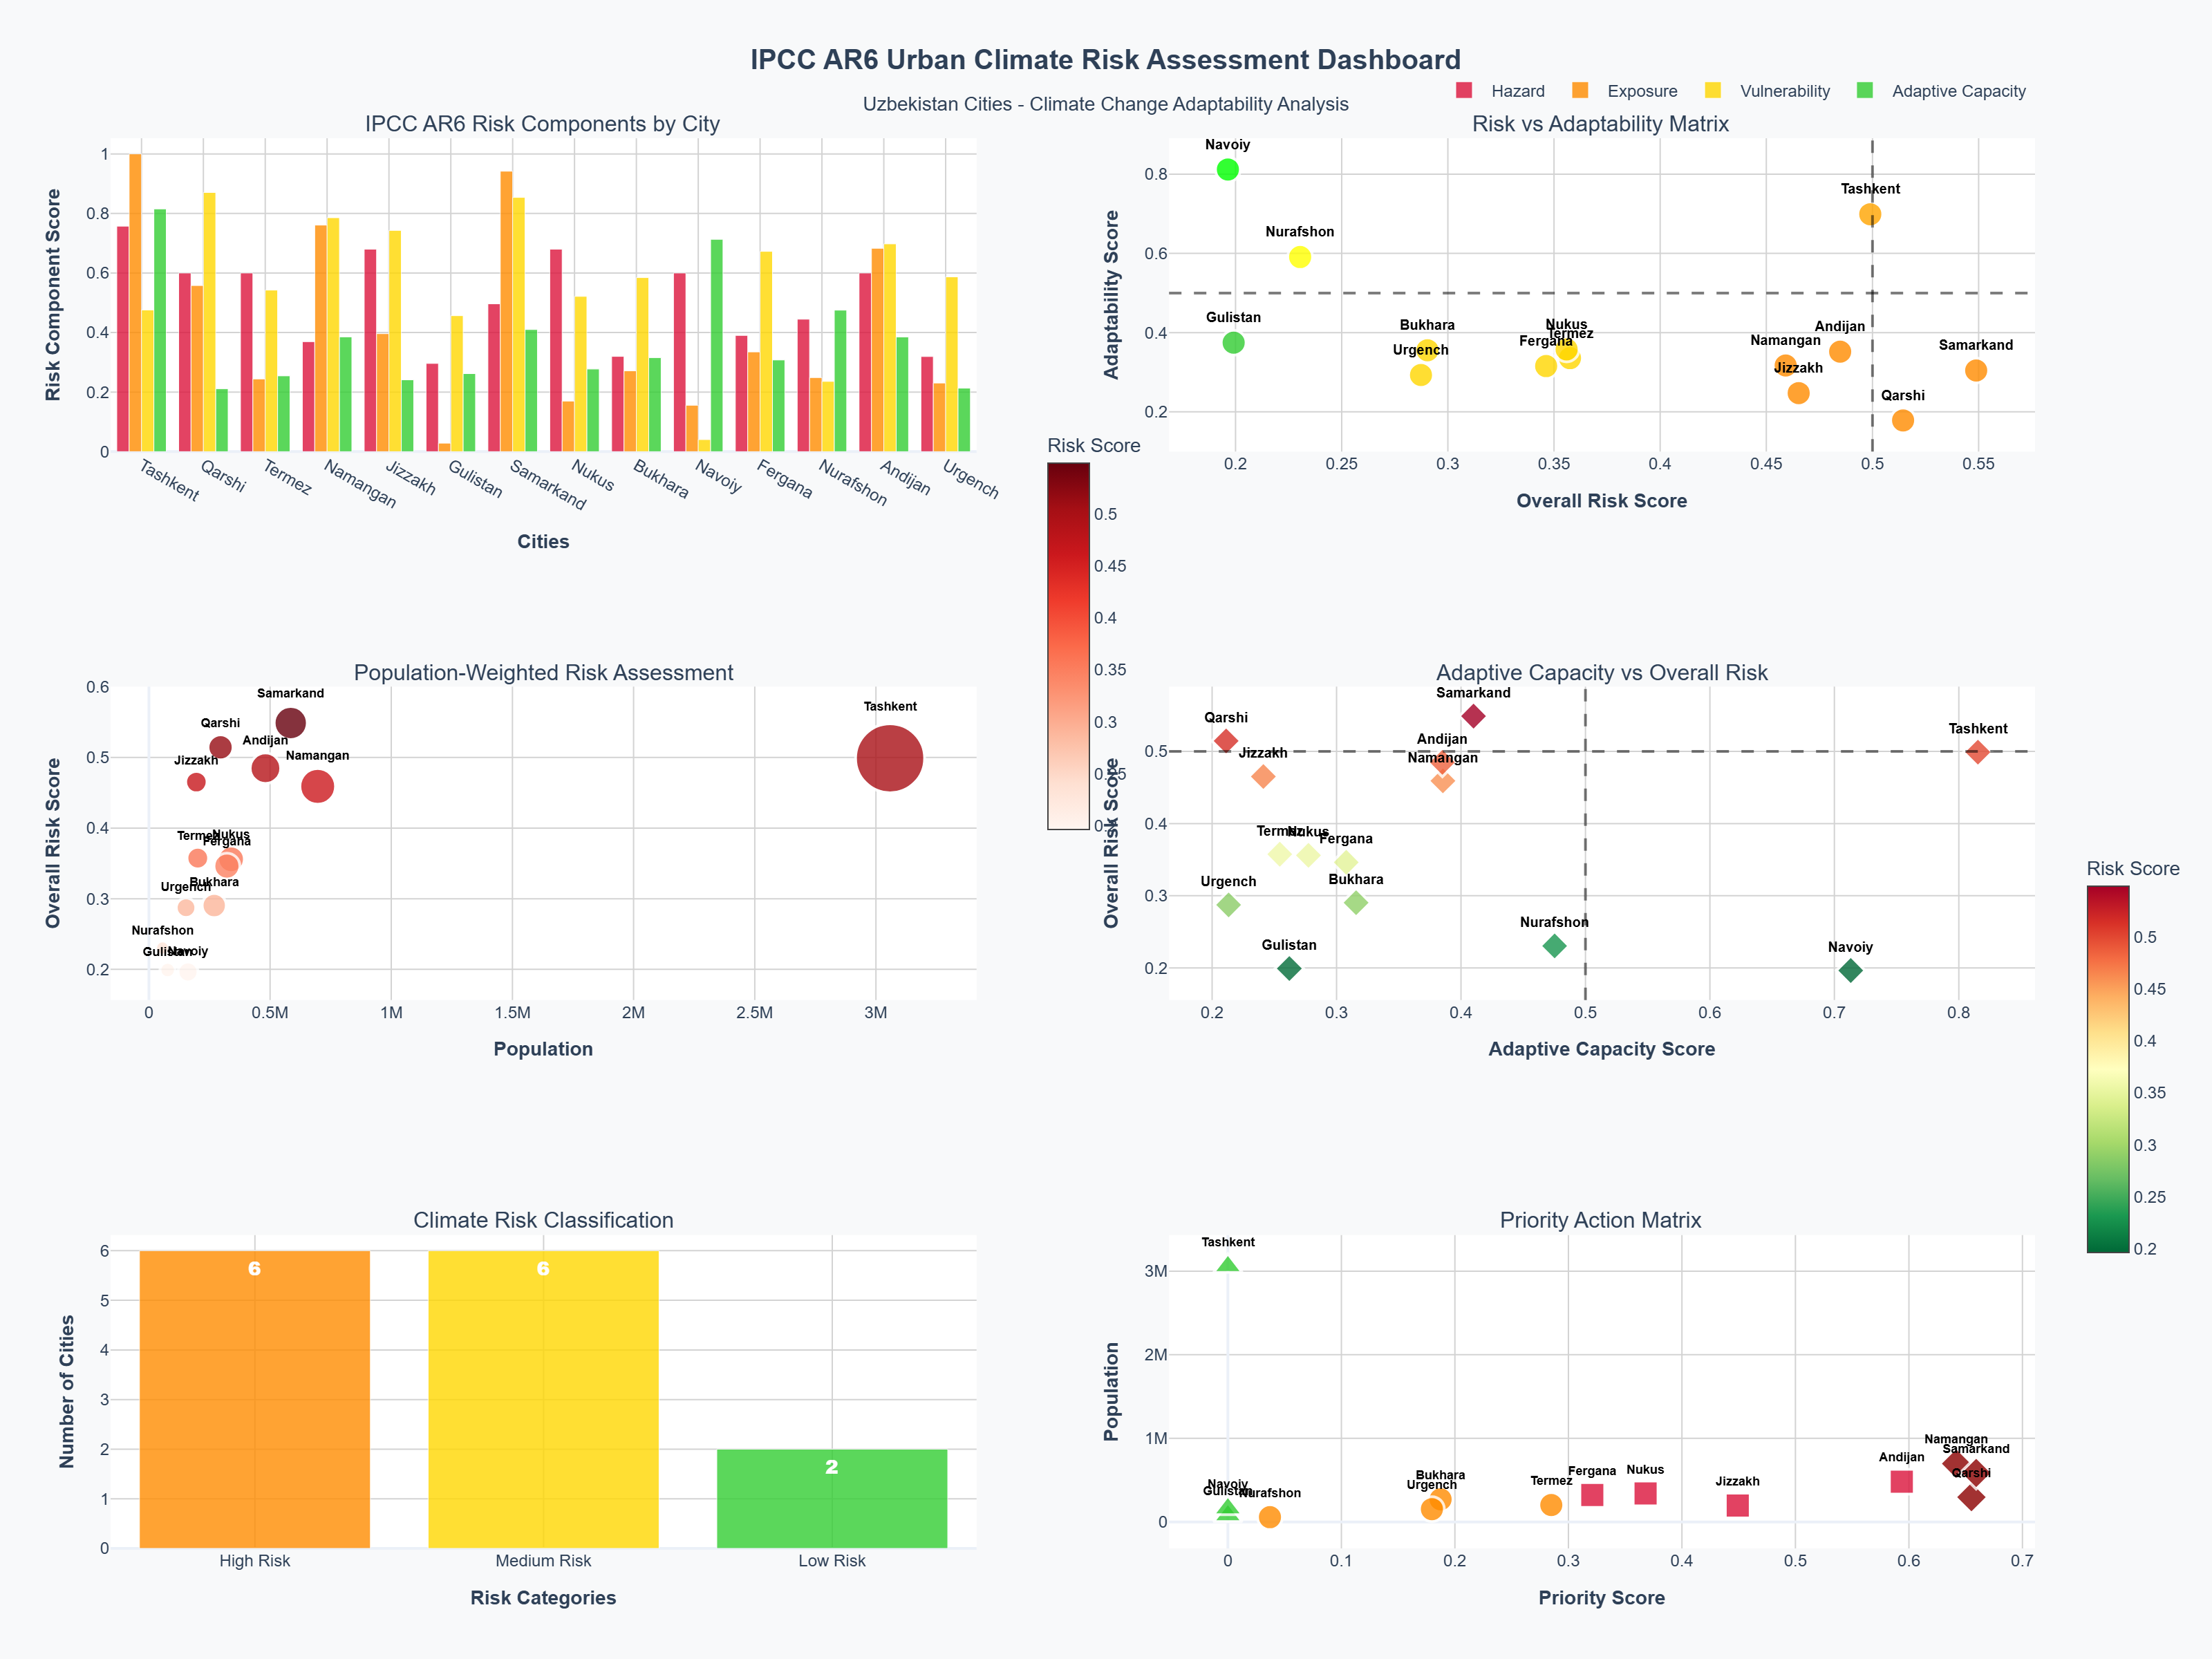 IPCC AR6 Urban Climate Risk Assessment Dashboard
Uzbekistan Cities - Climate Change Adaptability Analysis
Hazard Exposure Vulnerability Adaptive Capacity
IPCC AR6 Risk Components by City
Risk Component Score
1
0.8
0.6
0.4
0.2
0
Tashkent Qarshi Termez Namangan Jizzakh Gulistan Samarkand Nukus Bukhara Navoiy Fergana Nurafshon Andijan Urgench
Cities
Risk vs Adaptability Matrix
Adaptability Score
0.8
0.6
0.4
0.2
Navoiy
Tashkent
Nurafshon
Gulistan
Bukhara
Nukus
Termez
Andijan
Namangan
Fergana
Samarkand
Urgench
Jizzakh
Qarshi
0.2 0.25 0.3 0.35 0.4 0.45 0.5 0.55
Overall Risk Score
Risk Score
0.5
0.45
0.4
0.35
0.3
0.25
0.2
Population-Weighted Risk Assessment
Overall Risk Score
0.6
0.5
0.4
0.3
0.2
Samarkand
Tashkent
Qarshi
Andijan
Namangan
Jizzakh
Termez
Nukus
Fergana
Bukhara
Urgench
Nurafshon
Gulistan
Navoiy
0 0.5M 1M 1.5M 2M 2.5M 3M
Population
Adaptive Capacity vs Overall Risk
Overall Risk Score
0.5
0.4
0.3
0.2
Samarkand
Qarshi
Tashkent
Andijan
Jizzakh
Namangan
Termez
Nukus
Fergana
Urgench
Bukhara
Nurafshon
Gulistan
Navoiy
0.2 0.3 0.4 0.5 0.6 0.7 0.8
Adaptive Capacity Score
Risk Score
0.5
0.45
0.4
0.35
0.3
0.25
0.2
Climate Risk Classification
Number of Cities
6
5
4
3
2
1
0
6
6
2
High Risk Medium Risk Low Risk
Risk Categories
Priority Action Matrix
Population
3M
2M
1M
0
Tashkent
Namangan
Samarkand
Andijan
Qarshi
Fergana
Nukus
Jizzakh
Bukhara
Termez
Urgench
Navoiy
Gulistan
Nurafshon
0 0.1 0.2 0.3 0.4 0.5 0.6 0.7
Priority Score